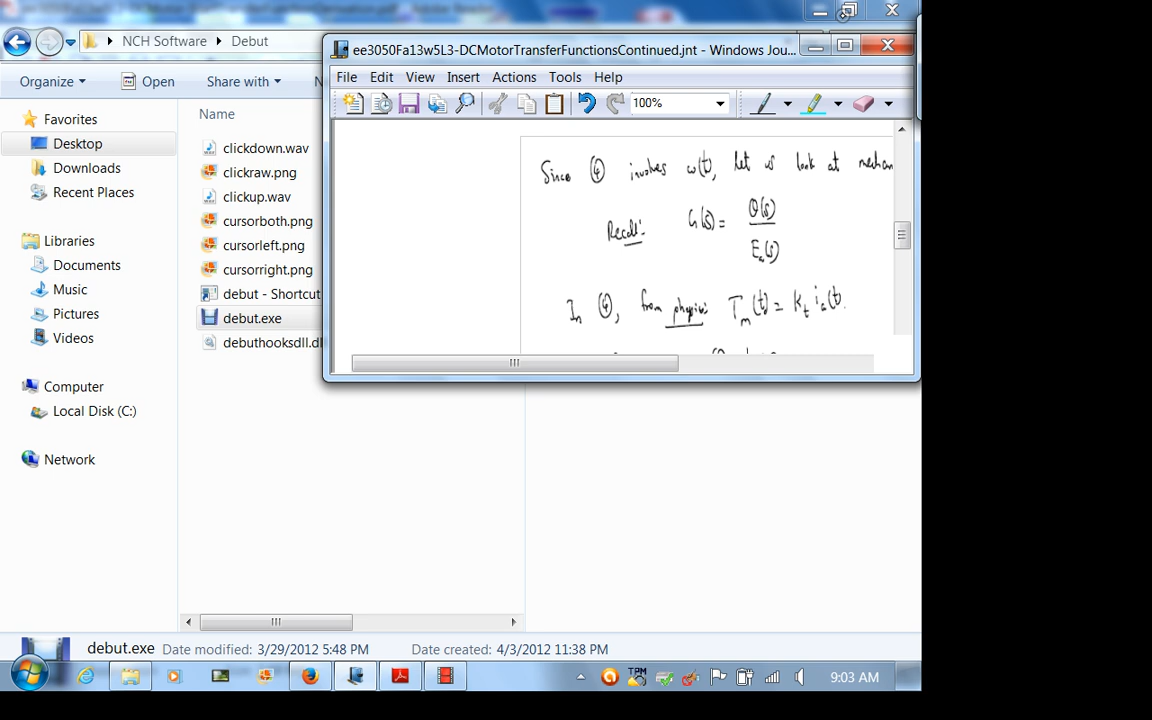 NCH Software Debut
ee3050Fa13w5L3-DCMotorTransferFunctionsContinued.jnt - Windows Jou...
Organize Open Share with N
File Edit View Insert Actions Tools Help
100%
Name
Favorites
Desktop
Downloads
Recent Places
Libraries
Documents
Music
Pictures
Videos
Computer
Local Disk (C:)
Network
clickdown.wav
clickraw.png
clickup.wav
cursorboth.png
cursorleft.png
cursorright.png
debut - Shortcut
debut.exe
debuthooksdll.dl
Since ④ involves ω(t), let us look at mechan
Recall: G(s) = Θ(s)
Eₐ(s)
In ④, from physics: Tₘ(t) = Kₜ iₐ(t).
debut.exe Date modified: 3/29/2012 5:48 PM Date created: 4/3/2012 11:38 PM
TPM
9:03 AM